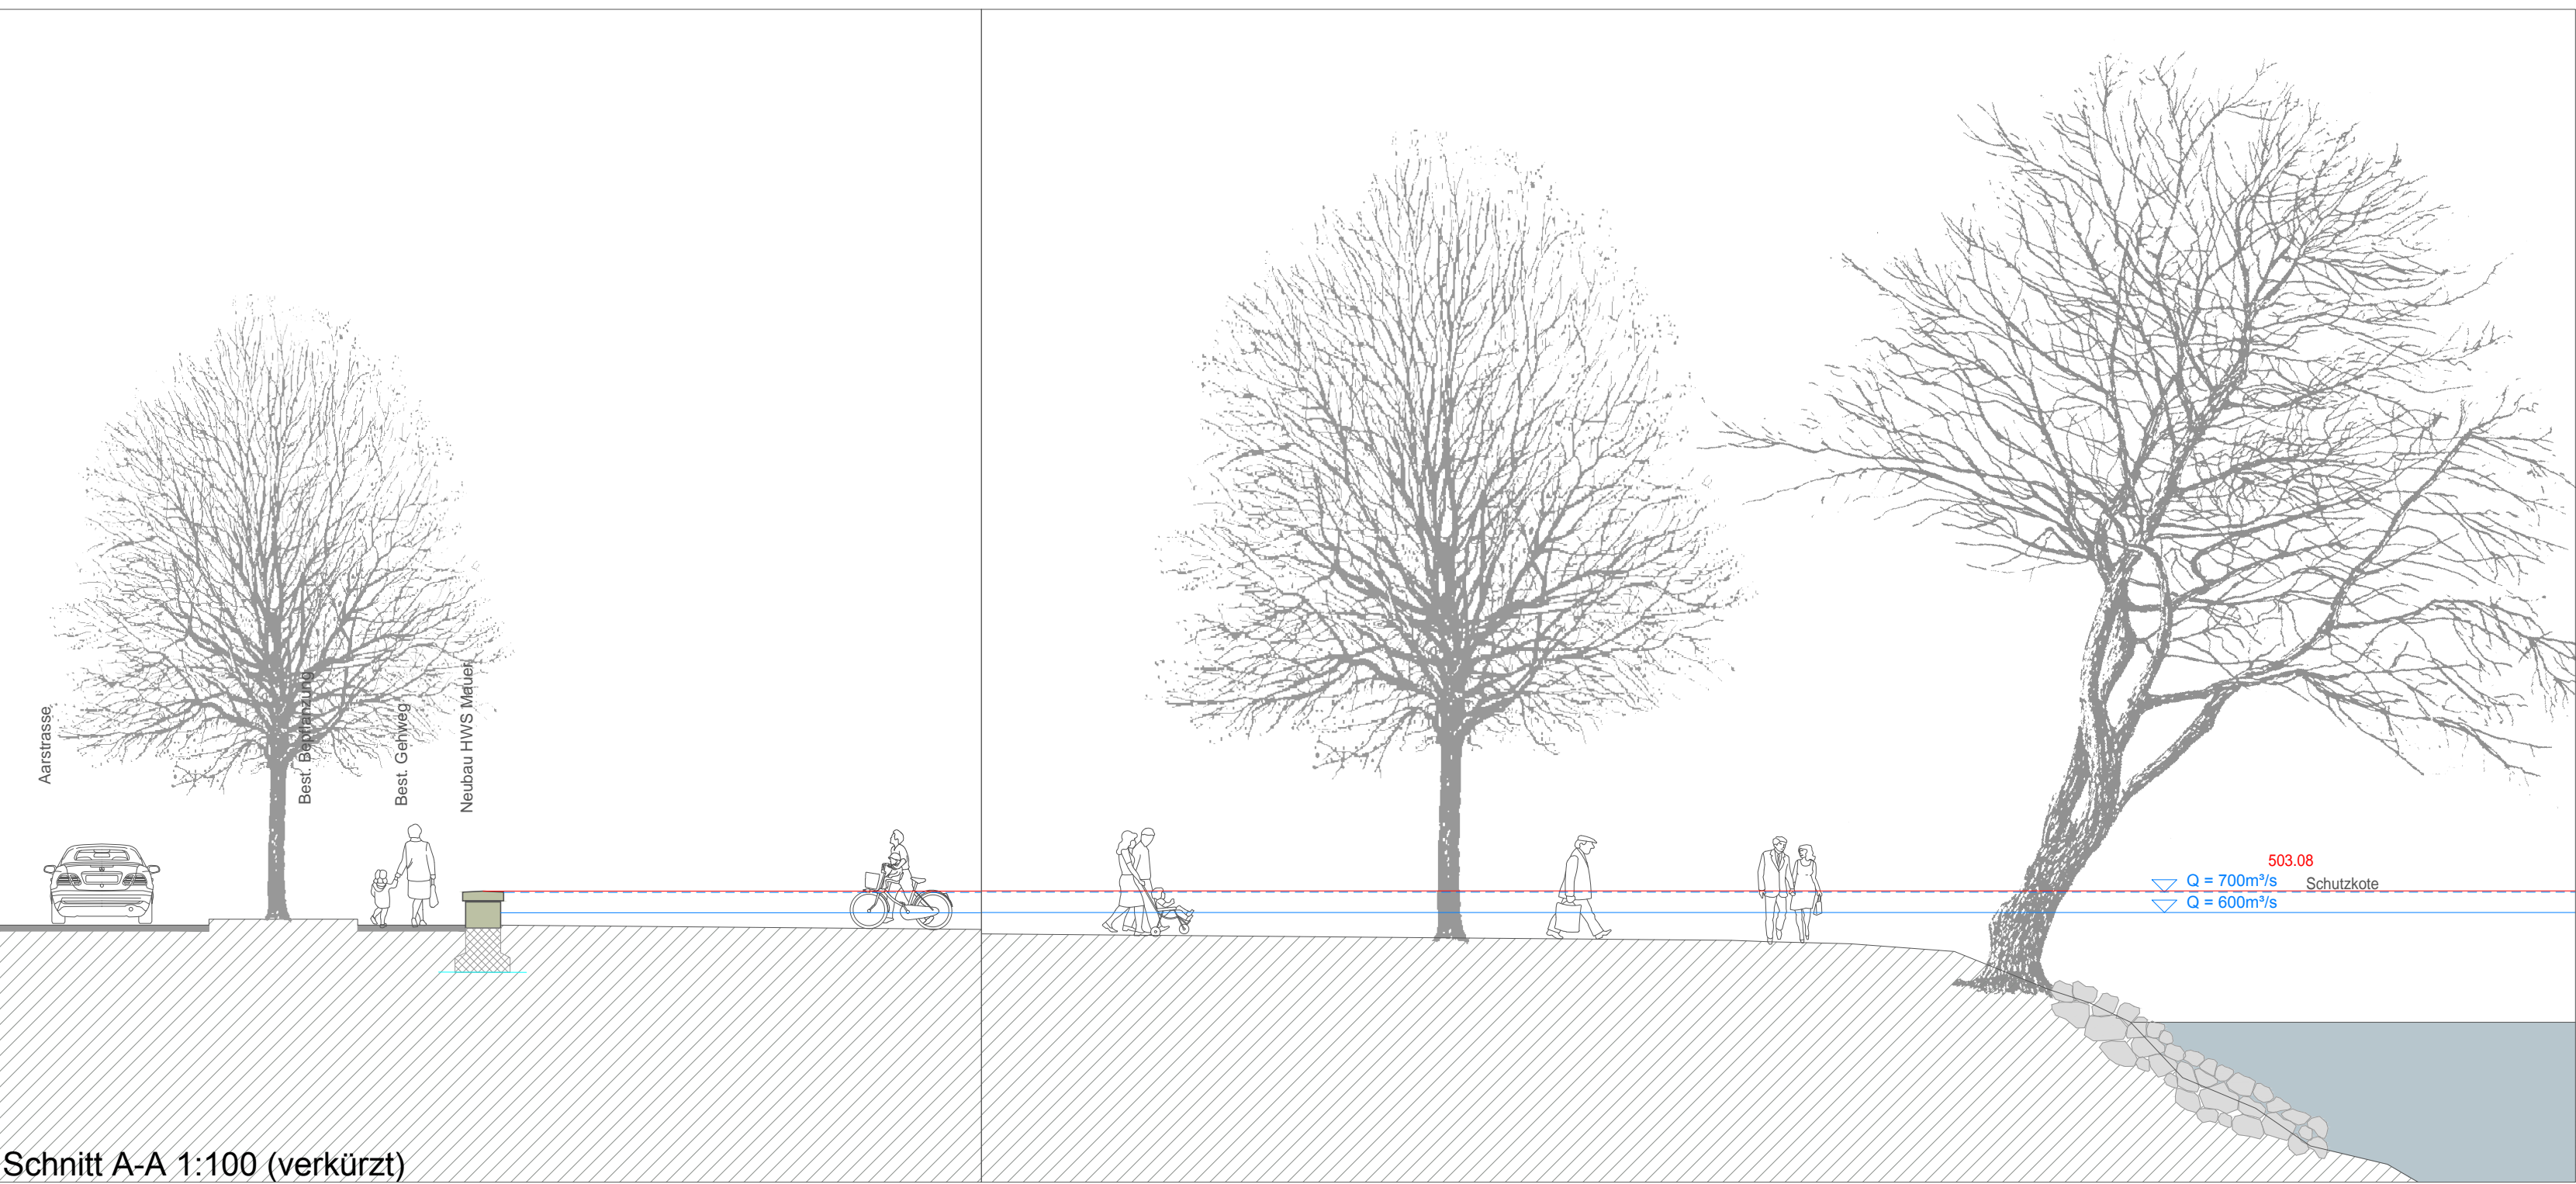 Aarstrasse
Best. Bepflanzung
Best. Gehweg
Neubau HWS Mauer
503.08
Q = 700m³/s
Schutzkote
Q = 600m³/s
Schnitt A-A 1:100 (verkürzt)